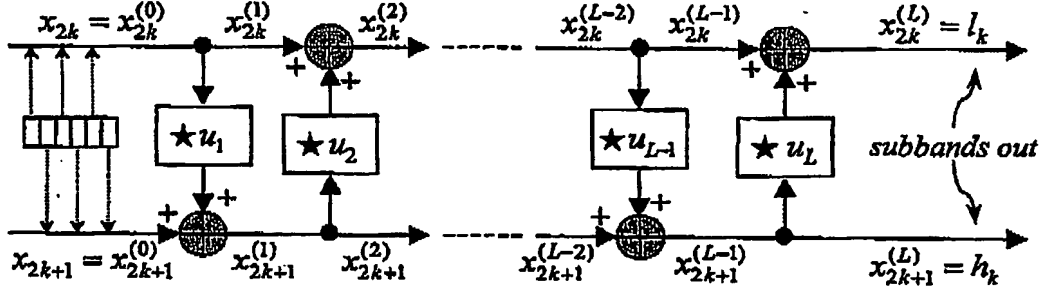 x_{2k} = x_{2k}^{(0)} x_{2k}^{(1)} x_{2k}^{(2)} x_{2k}^{(L-2)} x_{2k}^{(L-1)} x_{2k}^{(L)} = l_k
+ + + +
★ u_1 ★ u_2 ★ u_{L-1} ★ u_L
subbands out
+ + + +
x_{2k+1} = x_{2k+1}^{(0)} x_{2k+1}^{(1)} x_{2k+1}^{(2)} x_{2k+1}^{(L-2)} x_{2k+1}^{(L-1)} x_{2k+1}^{(L)} = h_k